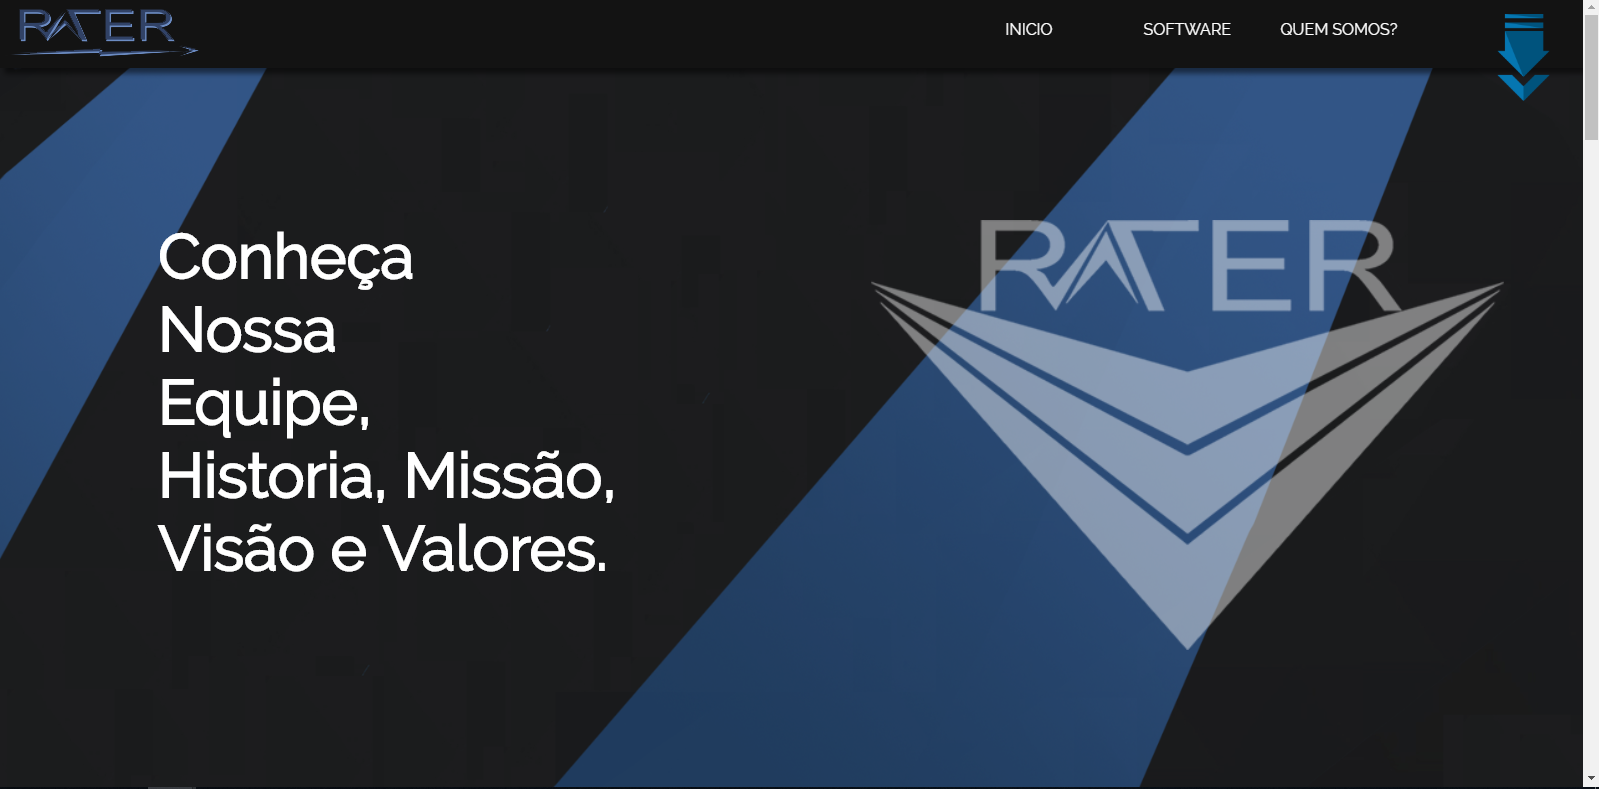 RATER
INICIO
SOFTWARE
QUEM SOMOS?
Conheça
Nossa
Equipe,
Historia, Missão,
Visão e Valores.
RATER